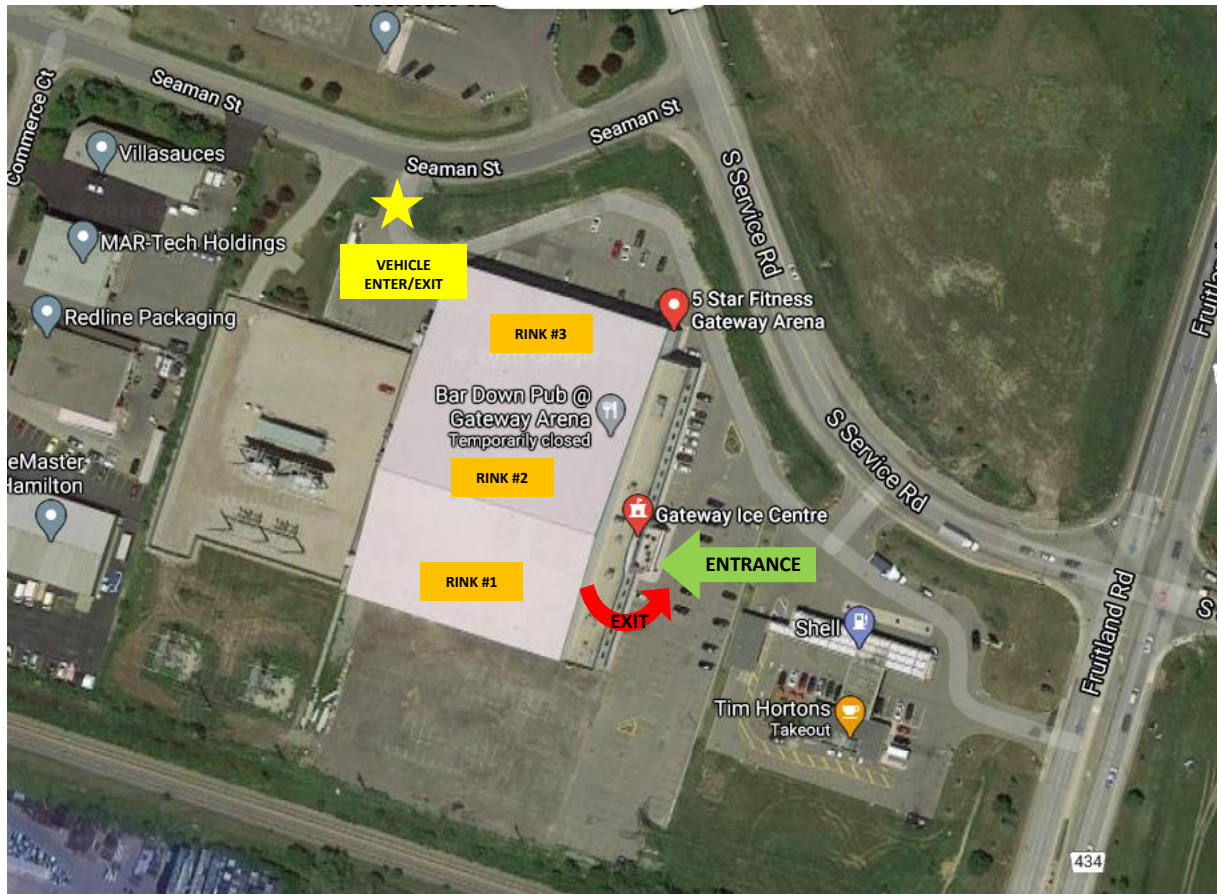 Seaman St
Commerce Ct
Villasauces
Seaman St
Seaman St
MAR-Tech Holdings
VEHICLE
ENTER/EXIT
S Service Rd
Redline Packaging
RINK #3
5 Star Fitness
Gateway Arena
Bar Down Pub @
Gateway Arena
Temporarily closed
S Service Rd
Fruitland
eMaster
Hamilton
RINK #2
Gateway Ice Centre
RINK #1
ENTRANCE
EXIT
Shell
S
Fruitland Rd
Tim Hortons
Takeout
434